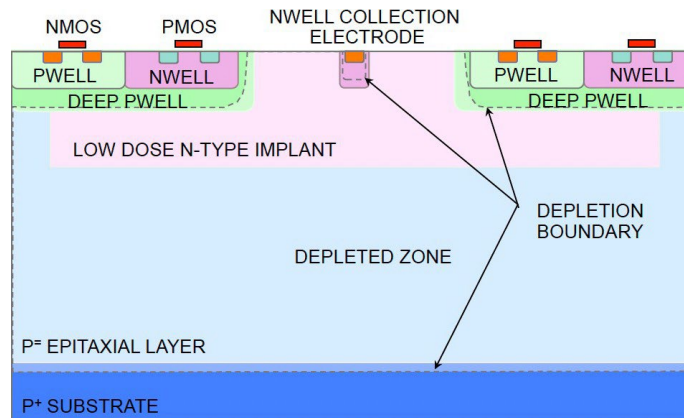 NMOS
PMOS
NWELL COLLECTION
ELECTRODE
PWELL
NWELL
PWELL
NWELL
DEEP PWELL
DEEP PWELL
LOW DOSE N-TYPE IMPLANT
DEPLETION
BOUNDARY
DEPLETED ZONE
P⁼ EPITAXIAL LAYER
P⁺ SUBSTRATE